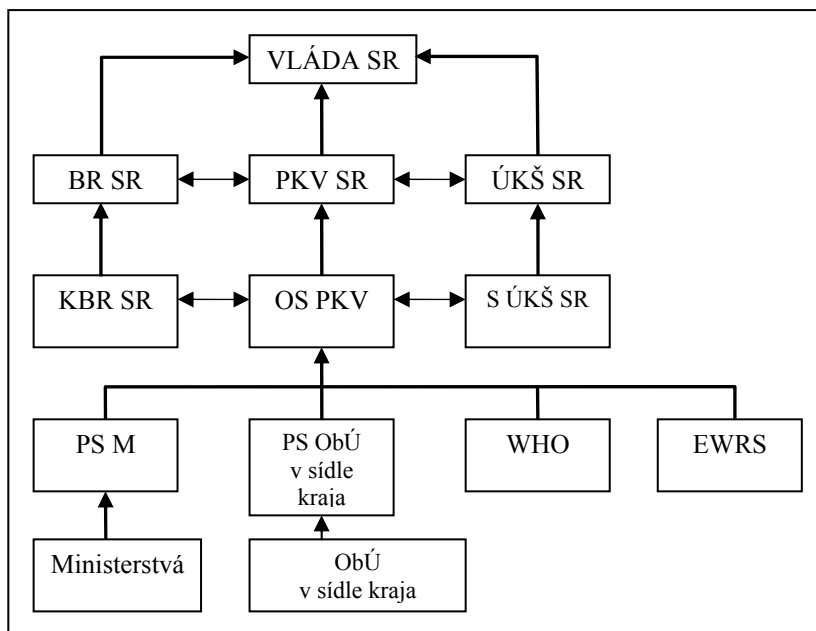 VLÁDA SR
BR SR
PKV SR
ÚKŠ SR
KBR SR
OS PKV
S ÚKŠ SR
PS M
PS ObÚ
v sídle
kraja
WHO
EWRS
Ministerstvá
ObÚ
v sídle kraja